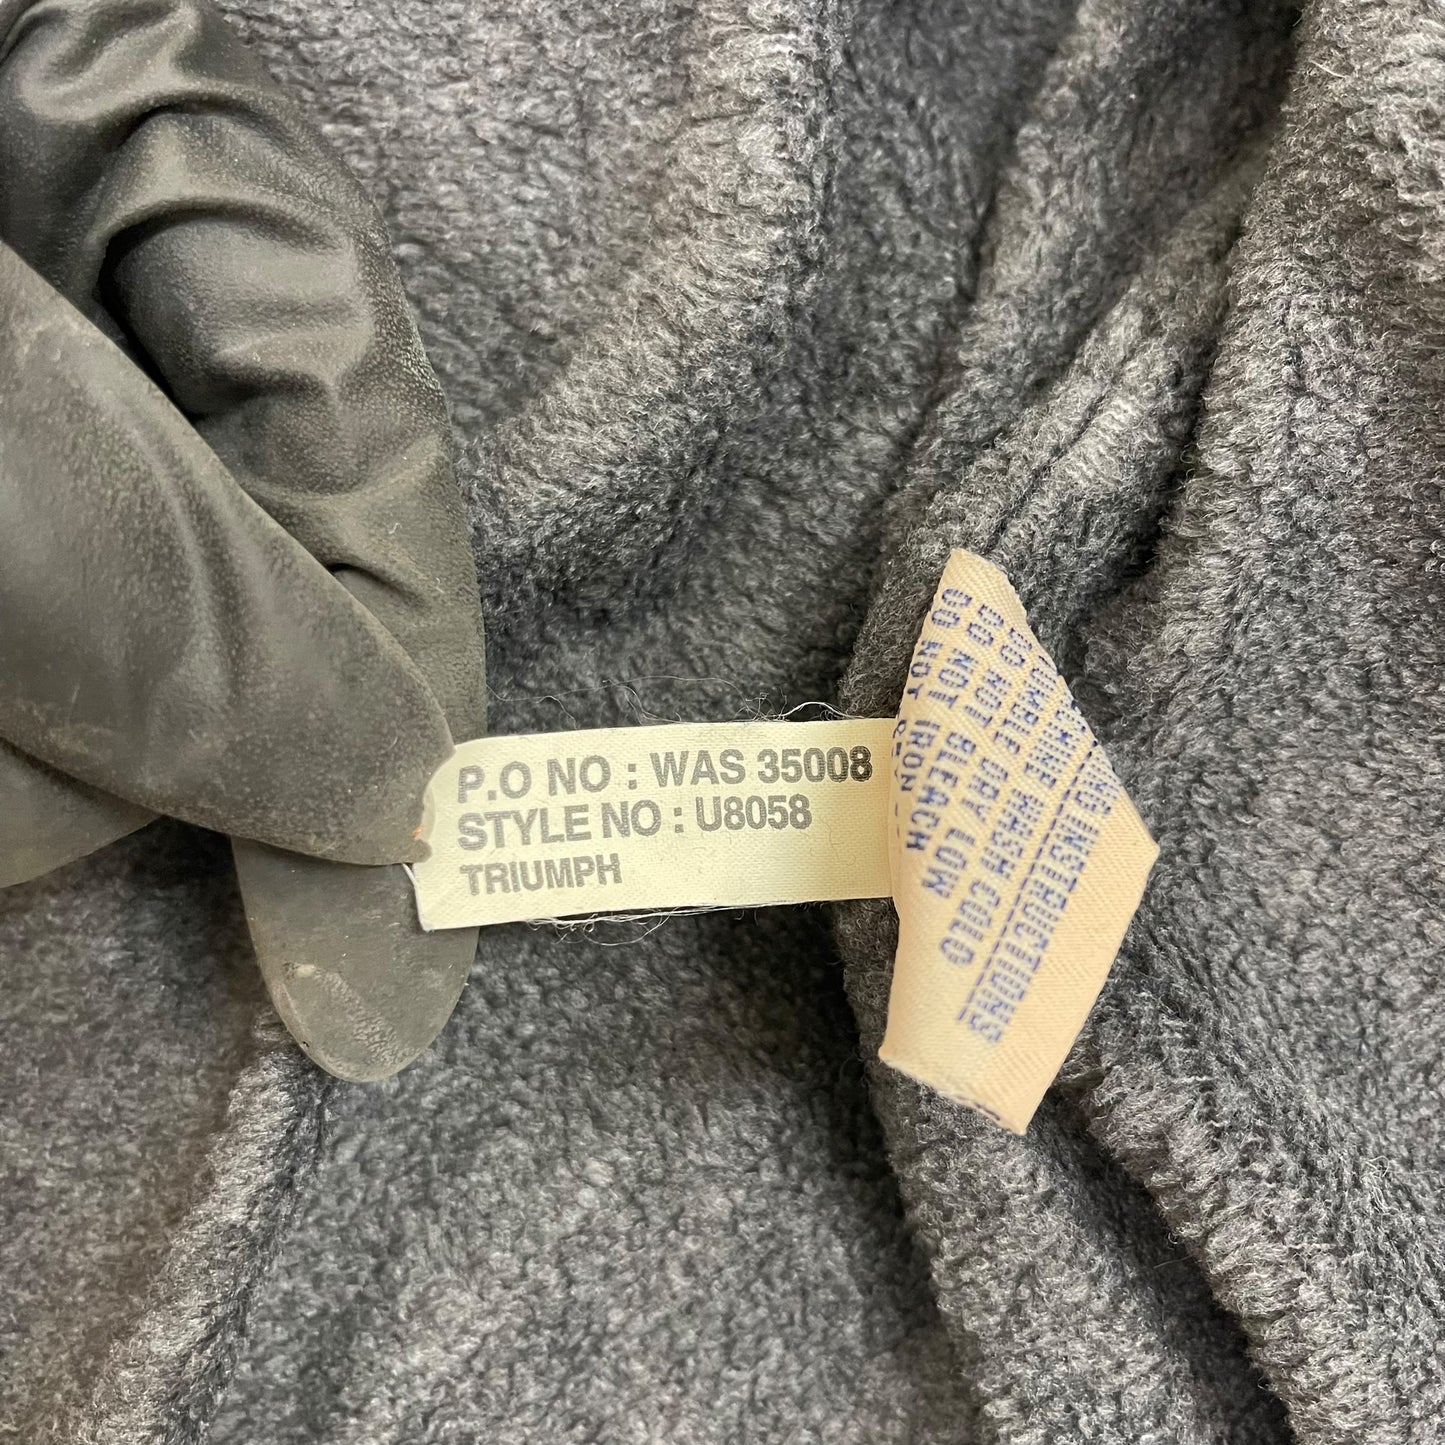 P.O NO : WAS 35008
STYLE NO : U8058
TRIUMPH
INSTRUCTIONS
MACHINE WASH COLD
TUMBLE DRY LOW
DO NOT BLEACH
DO NOT IRON